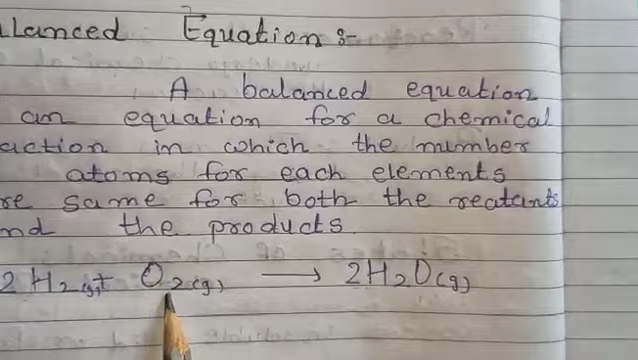 llanced Equation :-
A balanced equation
an equation for a chemical
action in which the number
atoms for each elements
re same for both the reatants
nd the products.
2H₂(g) + O₂(g) → 2H₂O(g)